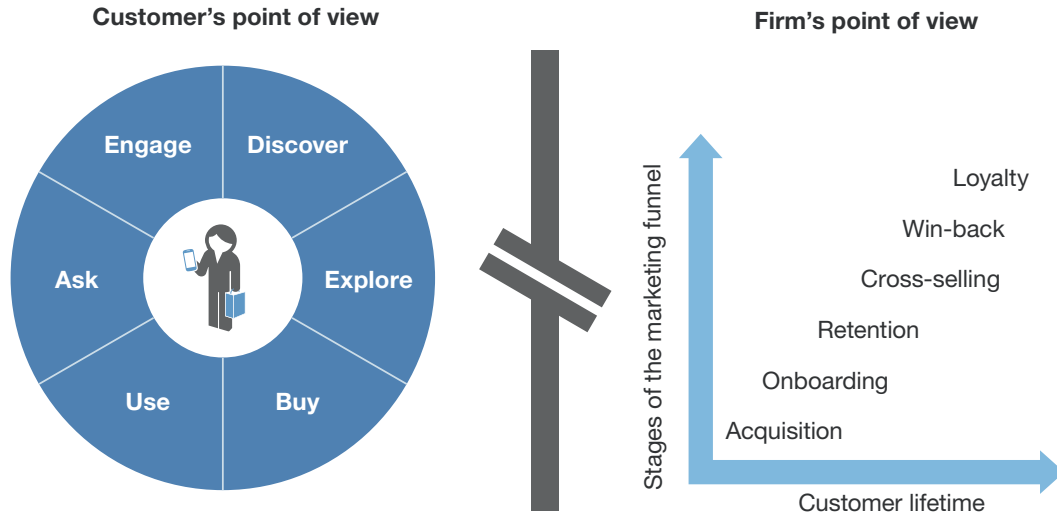 Customer’s point of view
Engage
Discover
Ask
Explore
Use
Buy
Firm’s point of view
Stages of the marketing funnel
Loyalty
Win-back
Cross-selling
Retention
Onboarding
Acquisition
Customer lifetime